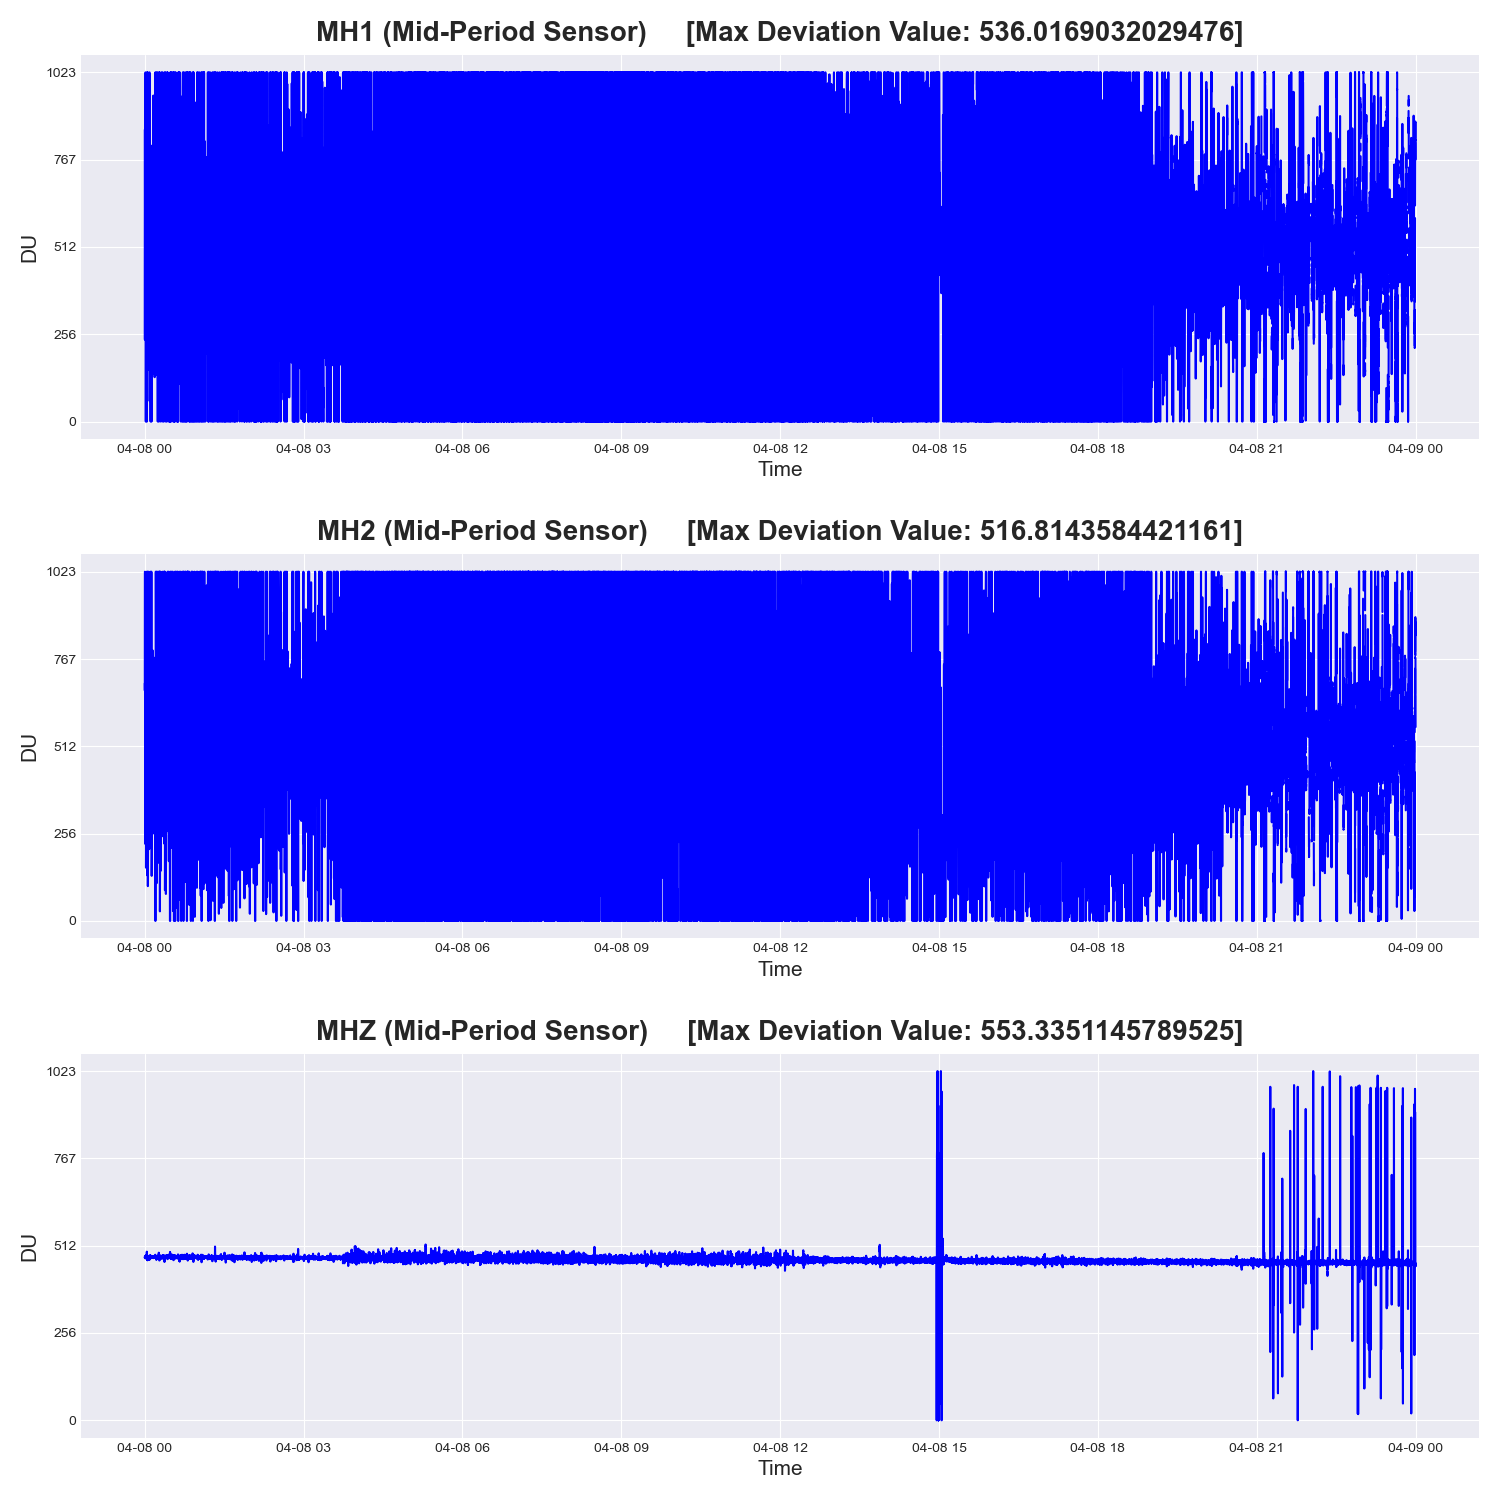 MH1 (Mid-Period Sensor) [Max Deviation Value: 536.0169032029476]
1023
767
512
256
0
DU
04-08 00 04-08 03 04-08 06 04-08 09 04-08 12 04-08 15 04-08 18 04-08 21 04-09 00
Time
MH2 (Mid-Period Sensor) [Max Deviation Value: 516.8143584421161]
1023
767
512
256
0
DU
04-08 00 04-08 03 04-08 06 04-08 09 04-08 12 04-08 15 04-08 18 04-08 21 04-09 00
Time
MHZ (Mid-Period Sensor) [Max Deviation Value: 553.3351145789525]
1023
767
512
256
0
DU
04-08 00 04-08 03 04-08 06 04-08 09 04-08 12 04-08 15 04-08 18 04-08 21 04-09 00
Time